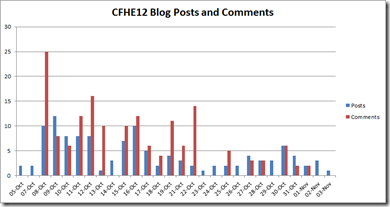 CFHE12 Blog Posts and Comments
30
25
20
15
10
5
0
05-Oct
07-Oct
08-Oct
09-Oct
10-Oct
11-Oct
12-Oct
13-Oct
14-Oct
15-Oct
16-Oct
17-Oct
18-Oct
19-Oct
21-Oct
22-Oct
23-Oct
24-Oct
25-Oct
26-Oct
27-Oct
28-Oct
29-Oct
30-Oct
31-Oct
01-Nov
02-Nov
03-Nov
Posts
Comments